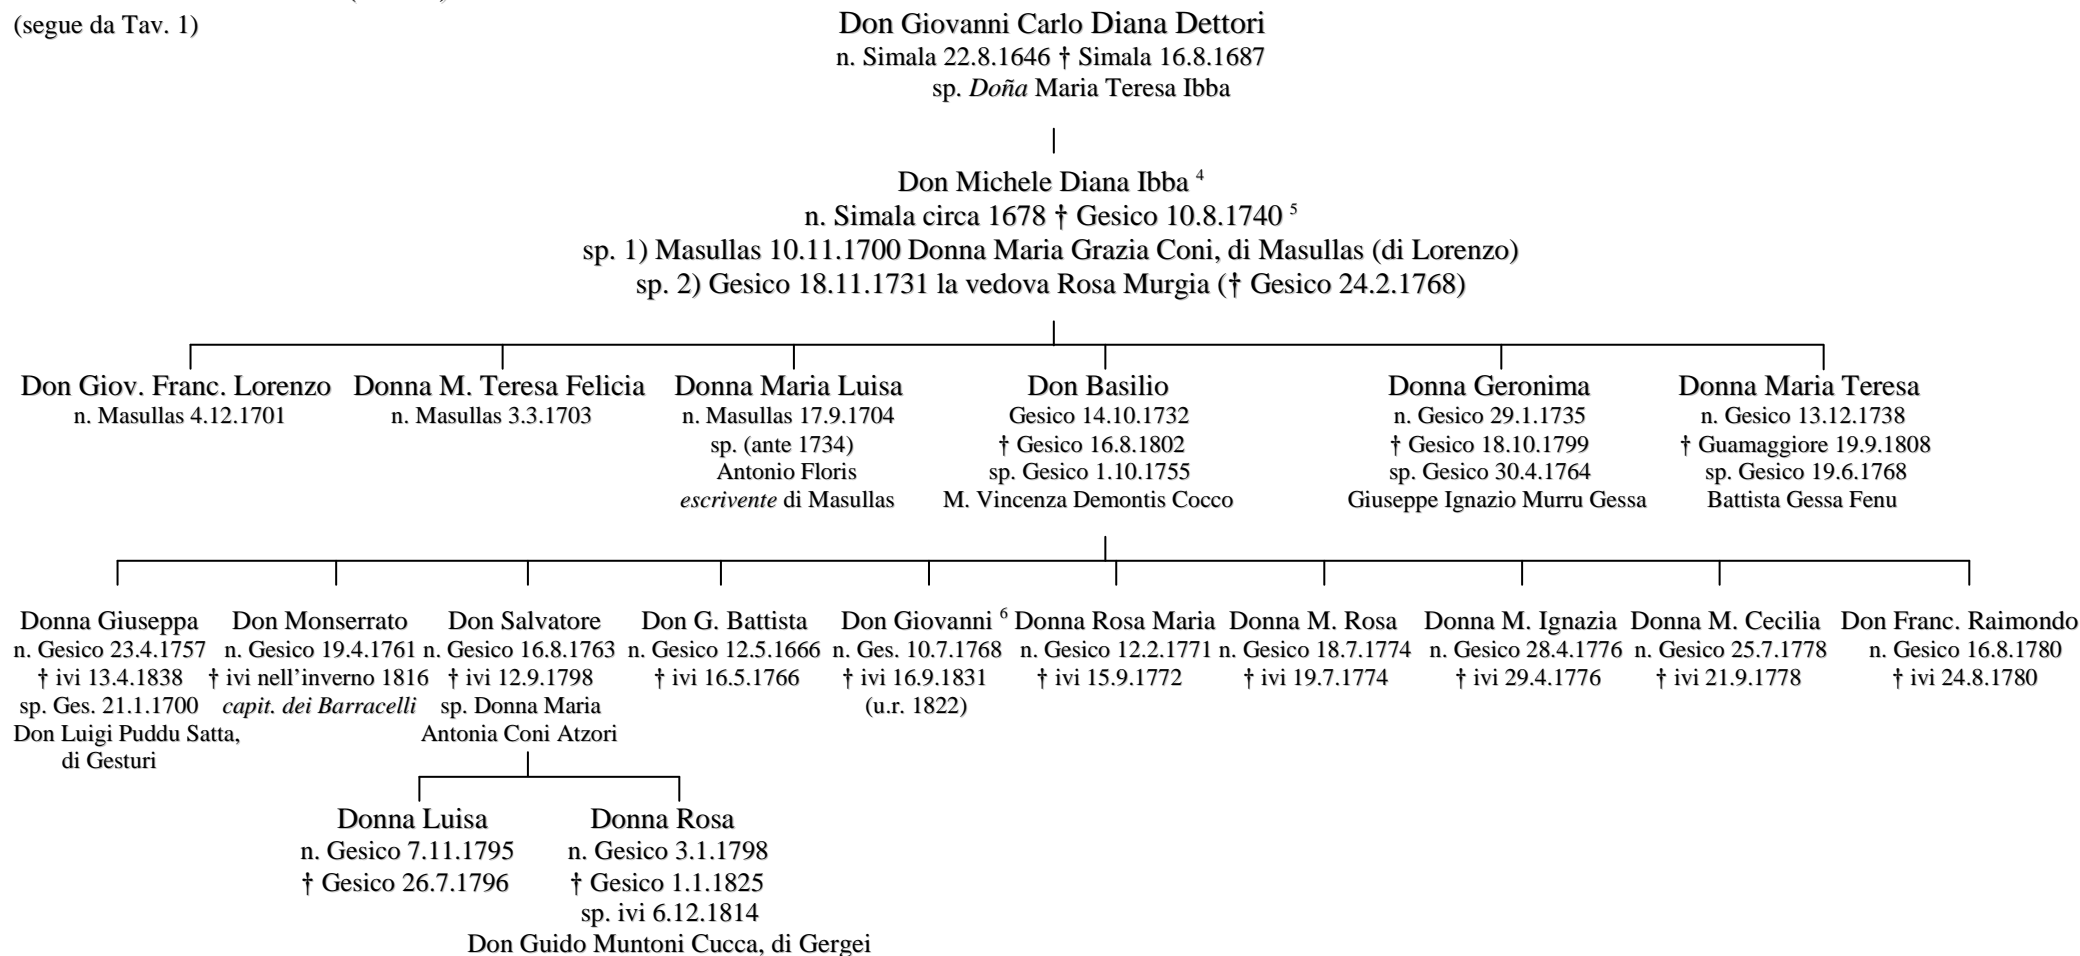 (segue da Tav. 1)
Don Giovanni Carlo Diana Dettori
n. Simala 22.8.1646 † Simala 16.8.1687
sp. Doña Maria Teresa Ibba
Don Michele Diana Ibba 4
n. Simala circa 1678 † Gesico 10.8.1740 5
sp. 1) Masullas 10.11.1700 Donna Maria Grazia Coni, di Masullas (di Lorenzo)
sp. 2) Gesico 18.11.1731 la vedova Rosa Murgia († Gesico 24.2.1768)
Don Giov. Franc. Lorenzo
n. Masullas 4.12.1701
Donna M. Teresa Felicia
n. Masullas 3.3.1703
Donna Maria Luisa
n. Masullas 17.9.1704
sp. (ante 1734)
Antonio Floris
escrivente di Masullas
Don Basilio
Gesico 14.10.1732
† Gesico 16.8.1802
sp. Gesico 1.10.1755
M. Vincenza Demontis Cocco
Donna Geronima
n. Gesico 29.1.1735
† Gesico 18.10.1799
sp. Gesico 30.4.1764
Giuseppe Ignazio Murru Gessa
Donna Maria Teresa
n. Gesico 13.12.1738
† Guamaggiore 19.9.1808
sp. Gesico 19.6.1768
Battista Gessa Fenu
Donna Giuseppa
n. Gesico 23.4.1757
† ivi 13.4.1838
sp. Ges. 21.1.1700
Don Luigi Puddu Satta,
di Gesturi
Don Monserrato
n. Gesico 19.4.1761
† ivi nell'inverno 1816
capit. dei Barracelli
Don Salvatore
n. Gesico 16.8.1763
† ivi 12.9.1798
sp. Donna Maria
Antonia Coni Atzori
Don G. Battista
n. Gesico 12.5.1666
† ivi 16.5.1766
Don Giovanni 6
n. Ges. 10.7.1768
† ivi 16.9.1831
(u.r. 1822)
Donna Rosa Maria
n. Gesico 12.2.1771
† ivi 15.9.1772
Donna M. Rosa
n. Gesico 18.7.1774
† ivi 19.7.1774
Donna M. Ignazia
n. Gesico 28.4.1776
† ivi 29.4.1776
Donna M. Cecilia
n. Gesico 25.7.1778
† ivi 21.9.1778
Don Franc. Raimondo
n. Gesico 16.8.1780
† ivi 24.8.1780
Donna Luisa
n. Gesico 7.11.1795
† Gesico 26.7.1796
Donna Rosa
n. Gesico 3.1.1798
† Gesico 1.1.1825
sp. ivi 6.12.1814
Don Guido Muntoni Cucca, di Gergei